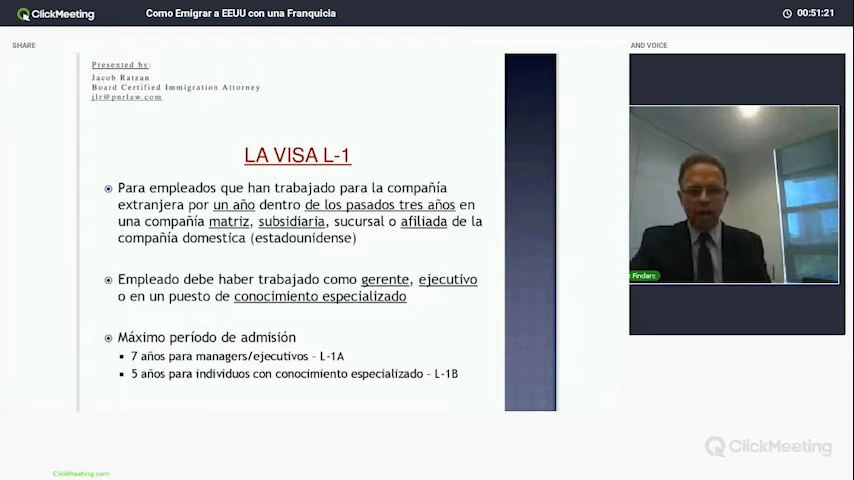 ClickMeeting
Como Emigrar a EEUU con una Franquicia
00:51:21
SHARE
AND VOICE
Presented by:
Jacob Ratzan
Board Certified Immigration Attorney
jlr@pnrlaw.com
LA VISA L-1
Para empleados que han trabajado para la compañía
extranjera por un año dentro de los pasados tres años en
una compañía matriz, subsidiaria, sucursal o afiliada de la
compañía domestica (estadounidense)
Empleado debe haber trabajado como gerente, ejecutivo
o en un puesto de conocimiento especializado
Máximo período de admisión
7 años para managers/ejecutivos - L-1A
5 años para individuos con conocimiento especializado - L-1B
Findarc
ClickMeeting
ClickMeeting.com